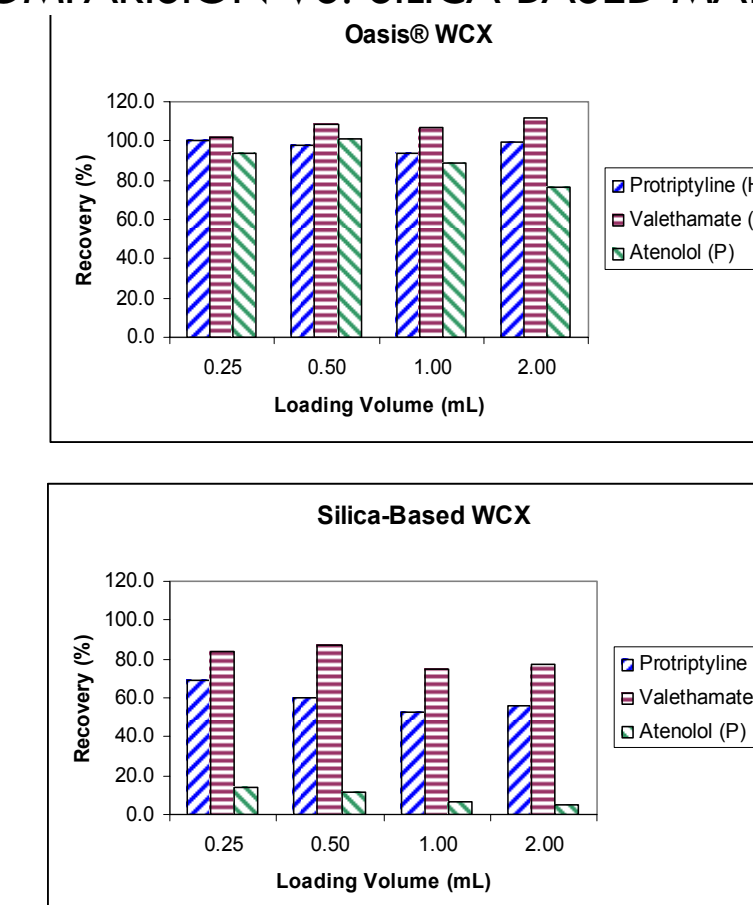 Oasis® WCX
120.0
100.0
80.0
60.0
40.0
20.0
0.0
Recovery (%)
0.25 0.50 1.00 2.00
Loading Volume (mL)
Protriptyline (
Valethamate (
Atenolol (P)
Silica-Based WCX
120.0
100.0
80.0
60.0
40.0
20.0
0.0
Recovery (%)
0.25 0.50 1.00 2.00
Loading Volume (mL)
Protriptyline
Valethamate
Atenolol (P)